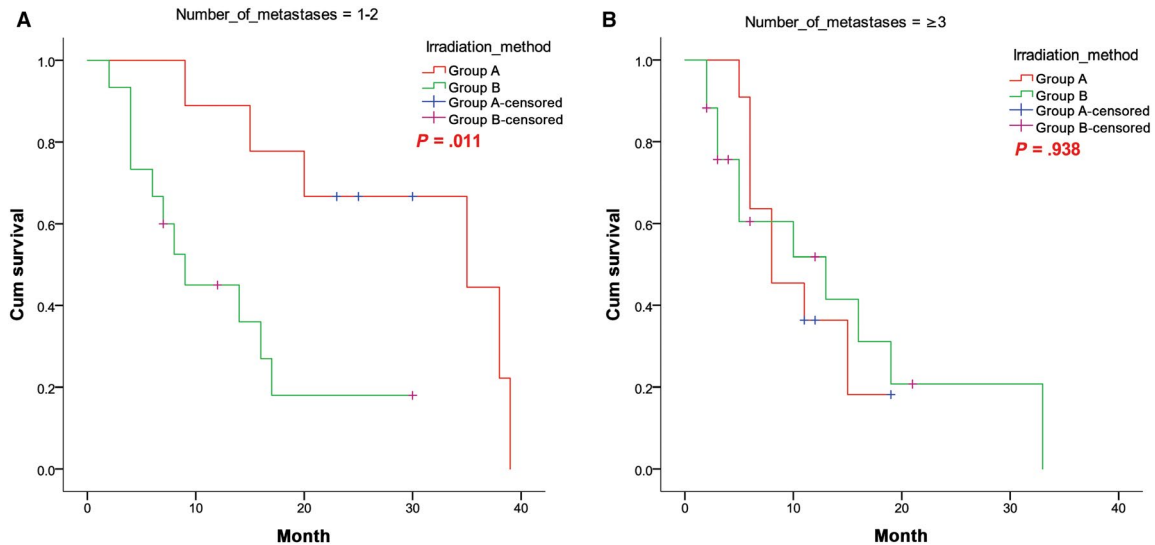 A
Number_of_metastases = 1-2
Irradiation_method
Group A
Group B
Group A-censored
Group B-censored
P = .011
Cum survival
1.0
0.8
0.6
0.4
0.2
0.0
0 10 20 30 40
Month
B
Number_of_metastases = ≥3
Irradiation_method
Group A
Group B
Group A-censored
Group B-censored
P = .938
Cum survival
1.0
0.8
0.6
0.4
0.2
0.0
0 10 20 30 40
Month